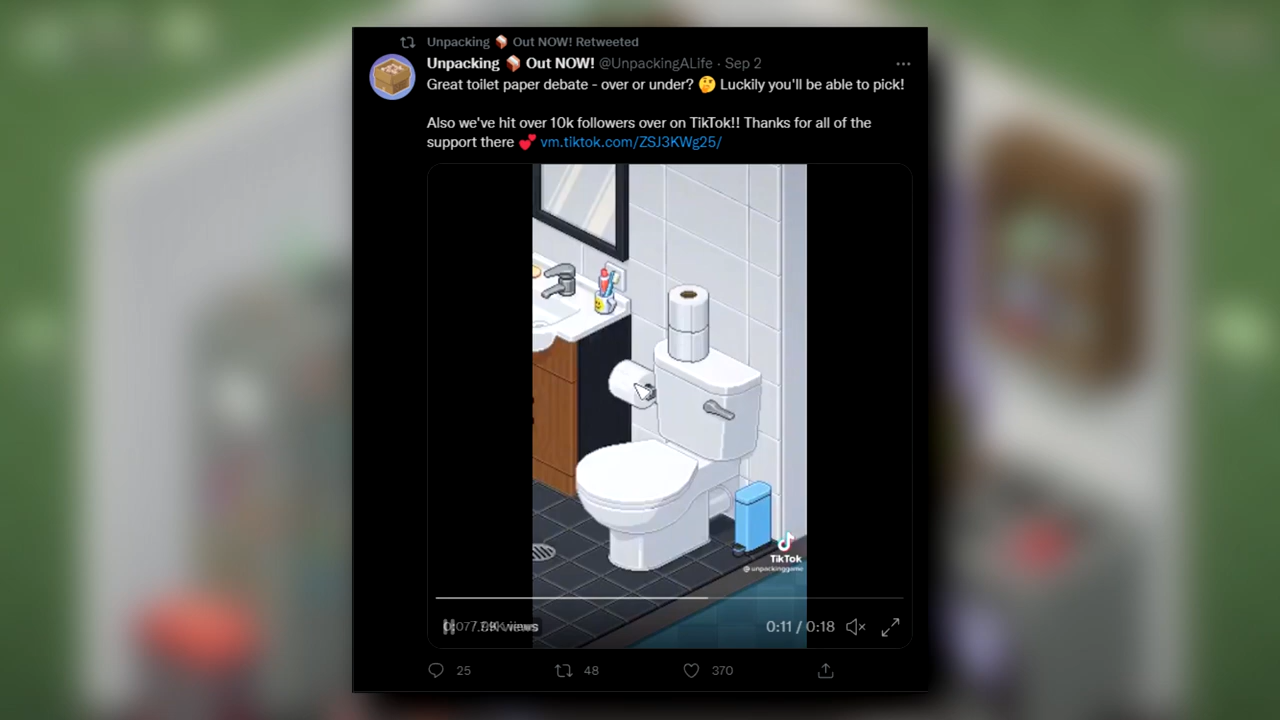 Unpacking 📦 Out NOW! Retweeted
Unpacking 📦 Out NOW! @UnpackingALife · Sep 2
Great toilet paper debate - over or under? 🤔 Luckily you'll be able to pick!
Also we've hit over 10k followers over on TikTok!! Thanks for all of the
support there 💕 vm.tiktok.com/ZSJ3KWg25/
TikTok
@unpackinggame
views
0:11 / 0:18
25 48 370